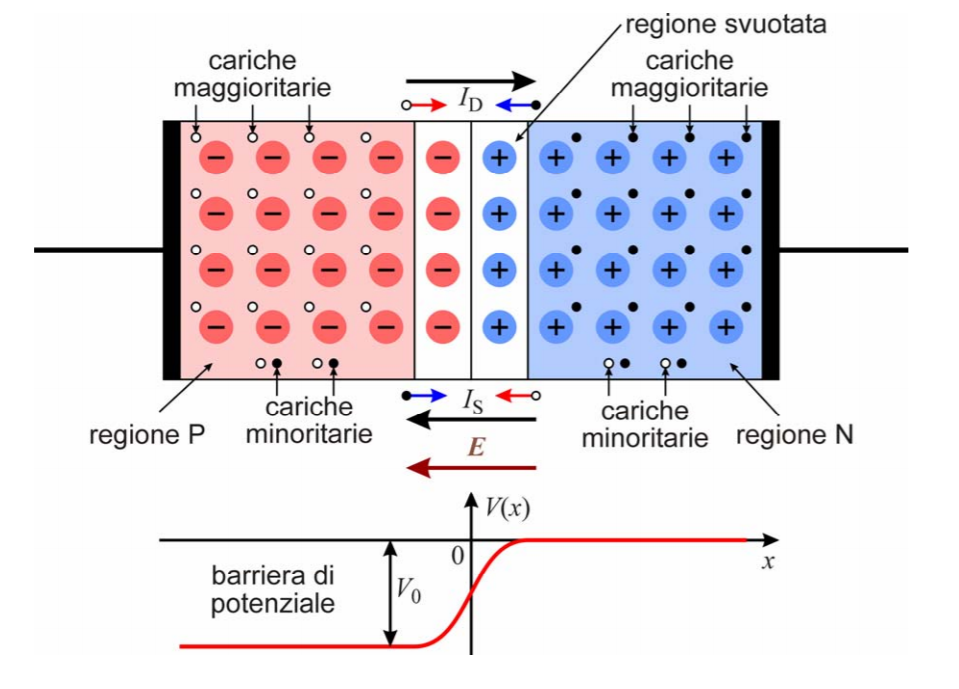 regione svuotata
cariche
maggioritarie
cariche
maggioritarie
I_D
− − − − − + + + + +
− − − − − + + + + +
− − − − − + + + + +
− − − − − + + + + +
I_S
cariche
minoritarie
cariche
minoritarie
regione P
regione N
E
V(x)
0
x
barriera di
potenziale
V_0